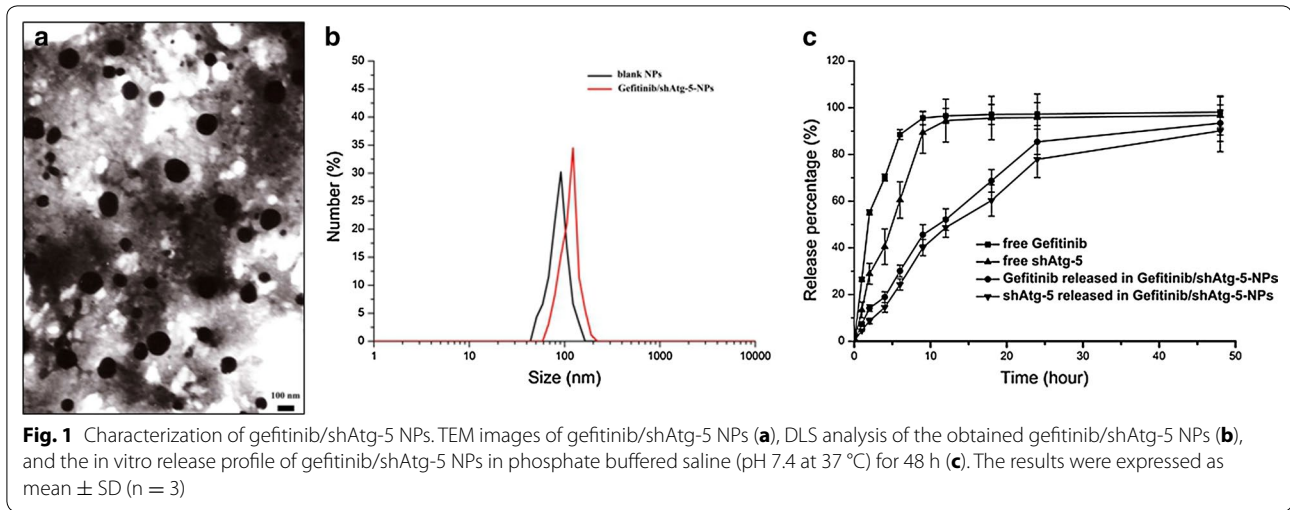 a
100 nm
b
50
45
40
35
30
25
20
15
10
5
0
Number (%)
blank NPs
Gefitinib/shAtg-5-NPs
1 10 100 1000 10000
Size (nm)
c
120
100
80
60
40
20
0
Release percentage (%)
free Gefitinib
free shAtg-5
Gefitinib released in Gefitinib/shAtg-5-NPs
shAtg-5 released in Gefitinib/shAtg-5-NPs
0 10 20 30 40 50
Time (hour)
Fig. 1 Characterization of gefitinib/shAtg-5 NPs. TEM images of gefitinib/shAtg-5 NPs (a), DLS analysis of the obtained gefitinib/shAtg-5 NPs (b),
and the in vitro release profile of gefitinib/shAtg-5 NPs in phosphate buffered saline (pH 7.4 at 37 °C) for 48 h (c). The results were expressed as
mean ± SD (n = 3)